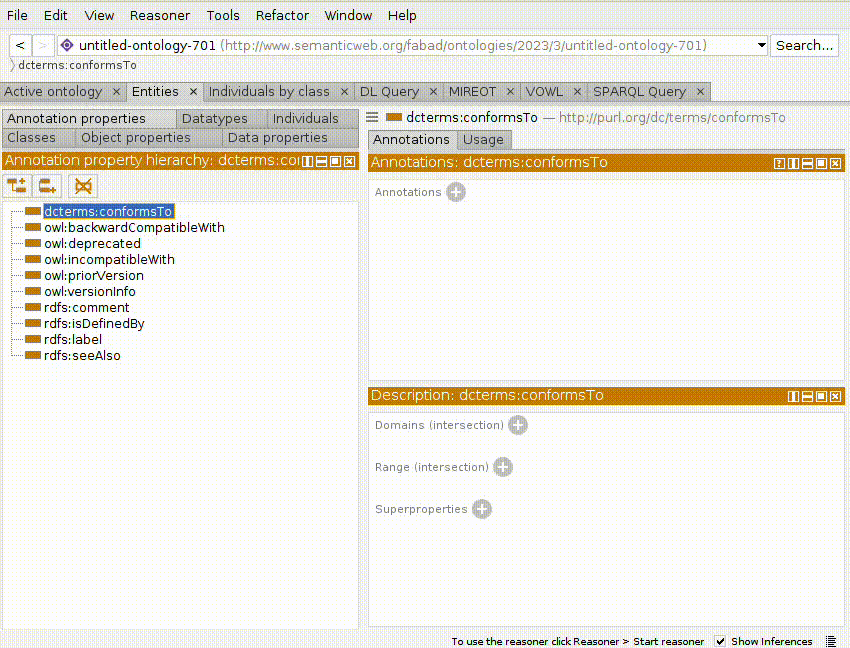 File Edit View Reasoner Tools Refactor Window Help
< > untitled-ontology-701 (http://www.semanticweb.org/fabad/ontologies/2023/3/untitled-ontology-701) Search...
dcterms:conformsTo
Active ontology × Entities × Individuals by class × DL Query × MIREOT × VOWL × SPARQL Query ×
Annotation properties Datatypes Individuals
Classes Object properties Data properties
Annotation property hierarchy: dcterms:co
dcterms:conformsTo
owl:backwardCompatibleWith
owl:deprecated
owl:incompatibleWith
owl:priorVersion
owl:versionInfo
rdfs:comment
rdfs:isDefinedBy
rdfs:label
rdfs:seeAlso
dcterms:conformsTo — http://purl.org/dc/terms/conformsTo
Annotations Usage
Annotations: dcterms:conformsTo
Annotations
Description: dcterms:conformsTo
Domains (intersection)
Range (intersection)
Superproperties
To use the reasoner click Reasoner > Start reasoner Show Inferences